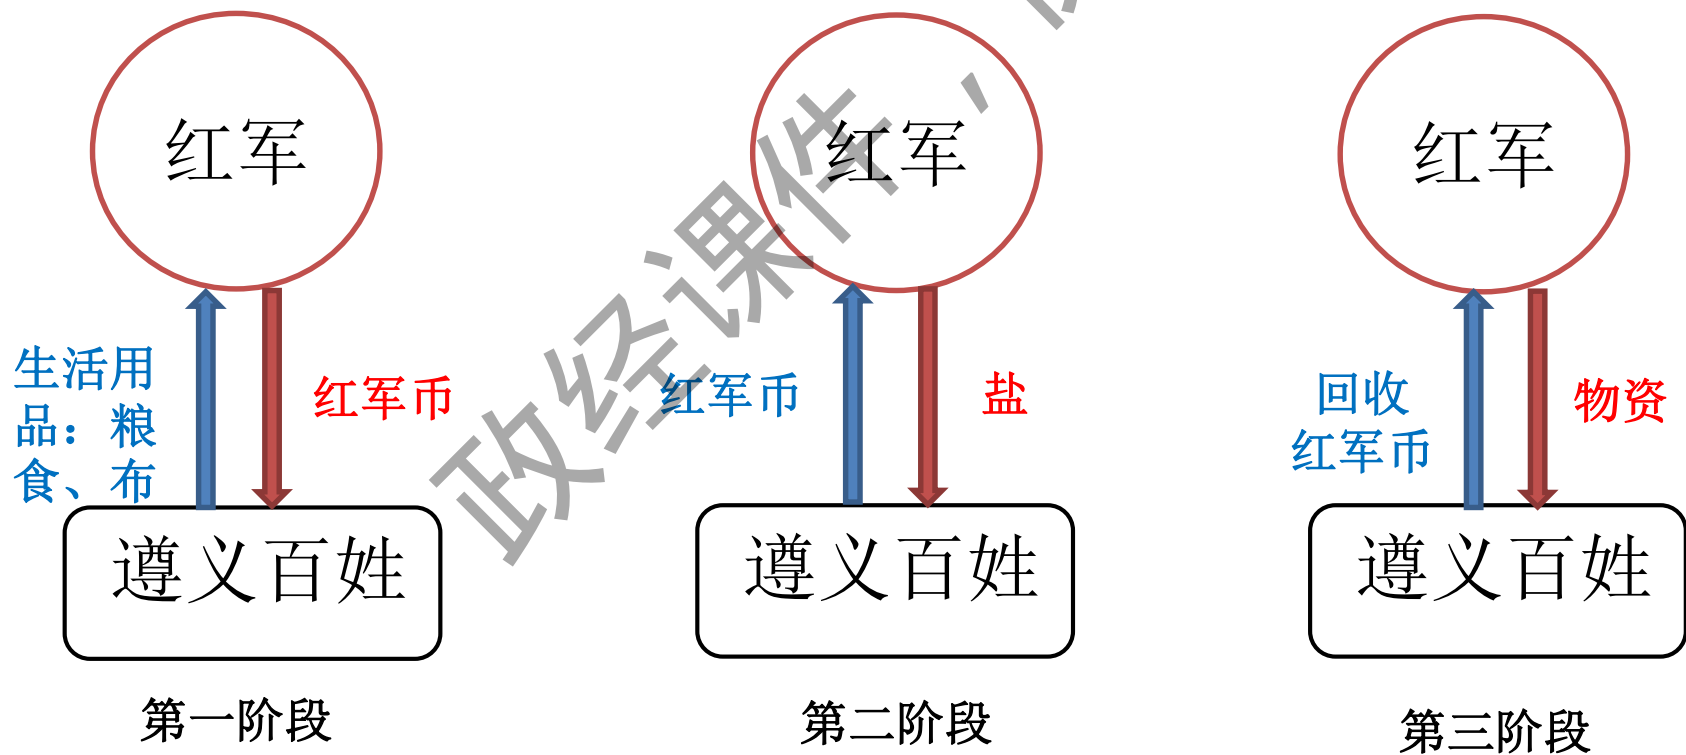 红军
生活用
品：粮
食、布
红军币
遵义百姓
第一阶段
红军
红军币
盐
遵义百姓
第二阶段
红军
回收
红军币
物资
遵义百姓
第三阶段
政经课件，